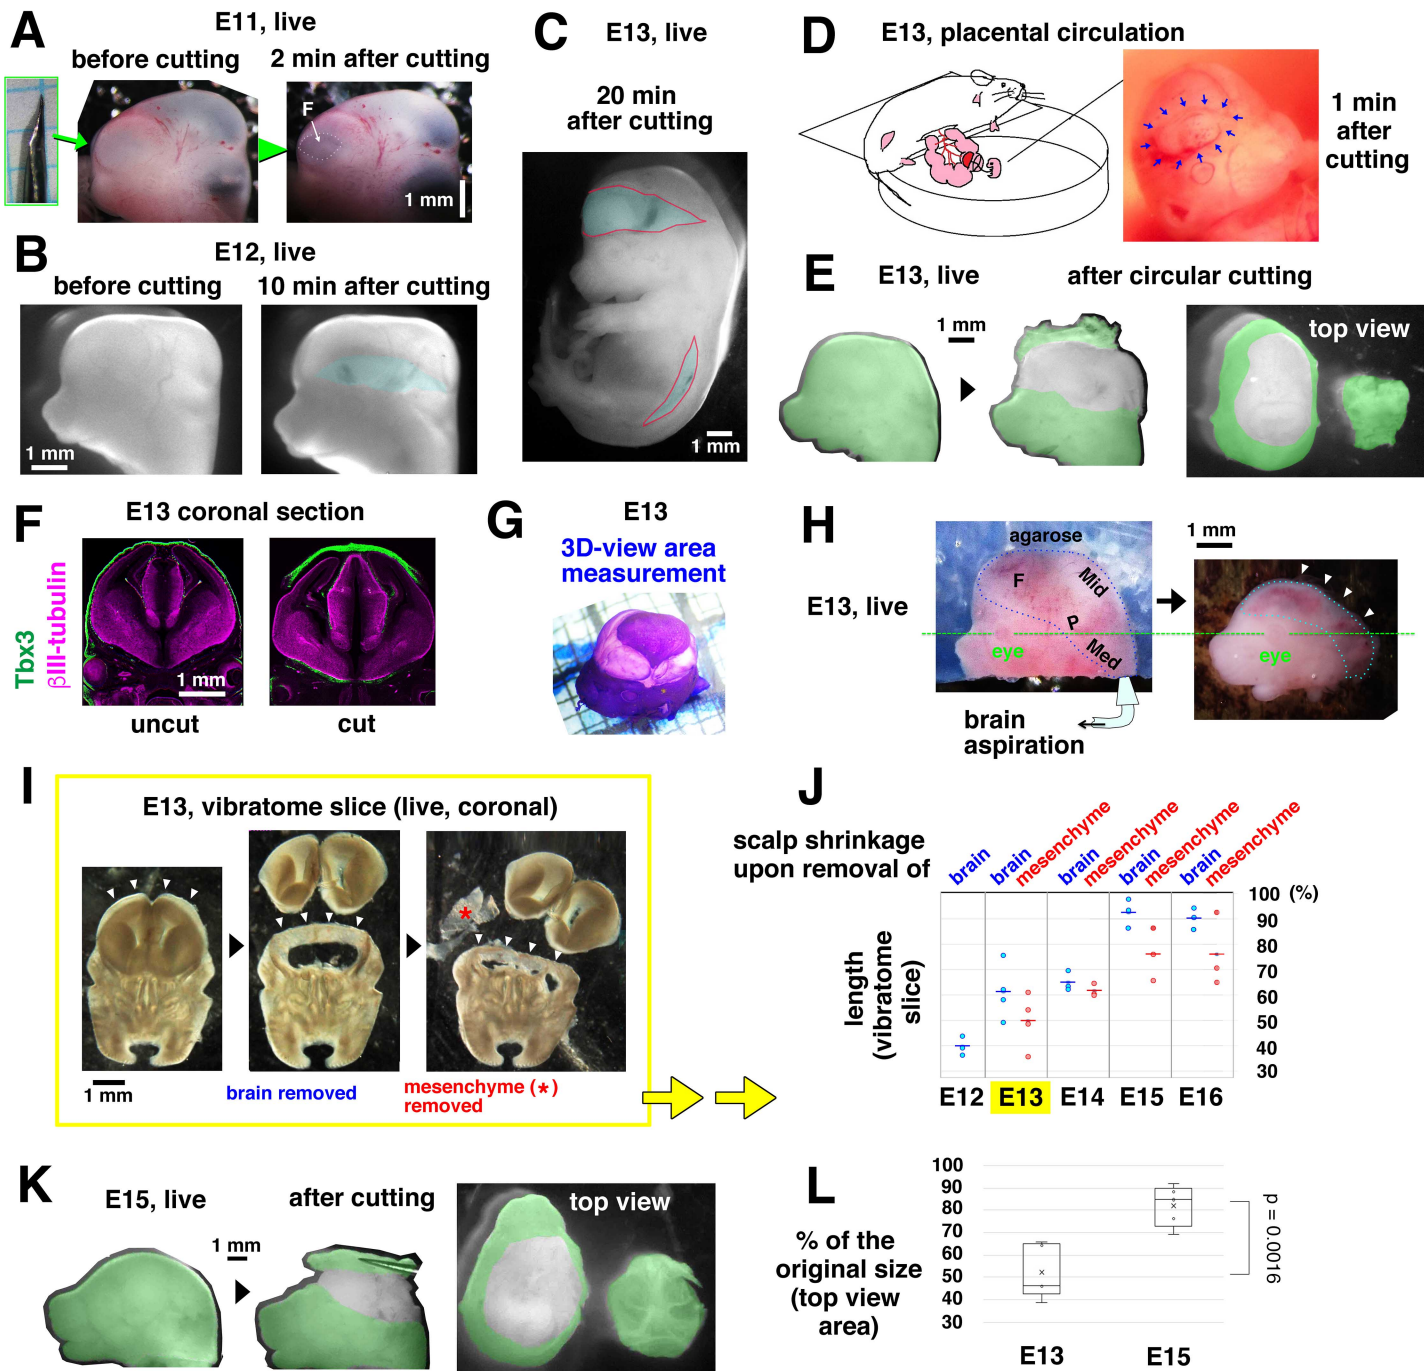 A
E11, live
before cutting
2 min after cutting
F
1 mm
B
E12, live
before cutting
10 min after cutting
1 mm
C
E13, live
20 min
after cutting
1 mm
D
E13, placental circulation
1 min
after
cutting
E
E13, live
after circular cutting
1 mm
top view
F
E13 coronal section
Tbx3
βIII-tubulin
1 mm
uncut
cut
G
E13
3D-view area
measurement
H
E13, live
agarose
F
Mid
P
Med
eye
brain
aspiration
1 mm
eye
I
E13, vibratome slice (live, coronal)
*
1 mm
brain removed
mesenchyme (*)
removed
J
scalp shrinkage
upon removal of
brain
brain
mesenchyme
brain
mesenchyme
brain
mesenchyme
brain
mesenchyme
length
(vibratome
slice)
100 (%)
90
80
70
60
50
40
30
E12
E13
E14
E15
E16
K
E15, live
after cutting
1 mm
top view
L
% of the
original size
(top view
area)
100
90
80
70
60
50
40
30
E13
E15
p = 0.0016